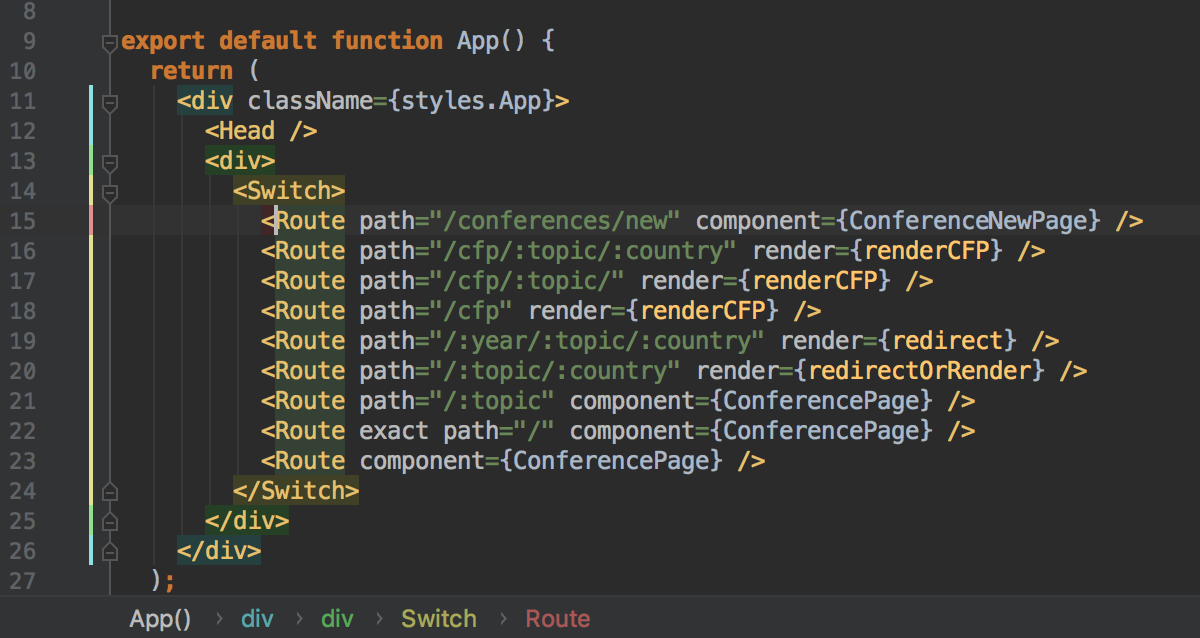 8
9 export default function App() {
10 return (
11 <div className={styles.App}>
12 <Head />
13 <div>
14 <Switch>
15 <Route path="/conferences/new" component={ConferenceNewPage} />
16 <Route path="/cfp/:topic/:country" render={renderCFP} />
17 <Route path="/cfp/:topic/" render={renderCFP} />
18 <Route path="/cfp" render={renderCFP} />
19 <Route path="/:year/:topic/:country" render={redirect} />
20 <Route path="/:topic/:country" render={redirectOrRender} />
21 <Route path="/:topic" component={ConferencePage} />
22 <Route exact path="/" component={ConferencePage} />
23 <Route component={ConferencePage} />
24 </Switch>
25 </div>
26 </div>
27 );
App() › div › div › Switch › Route